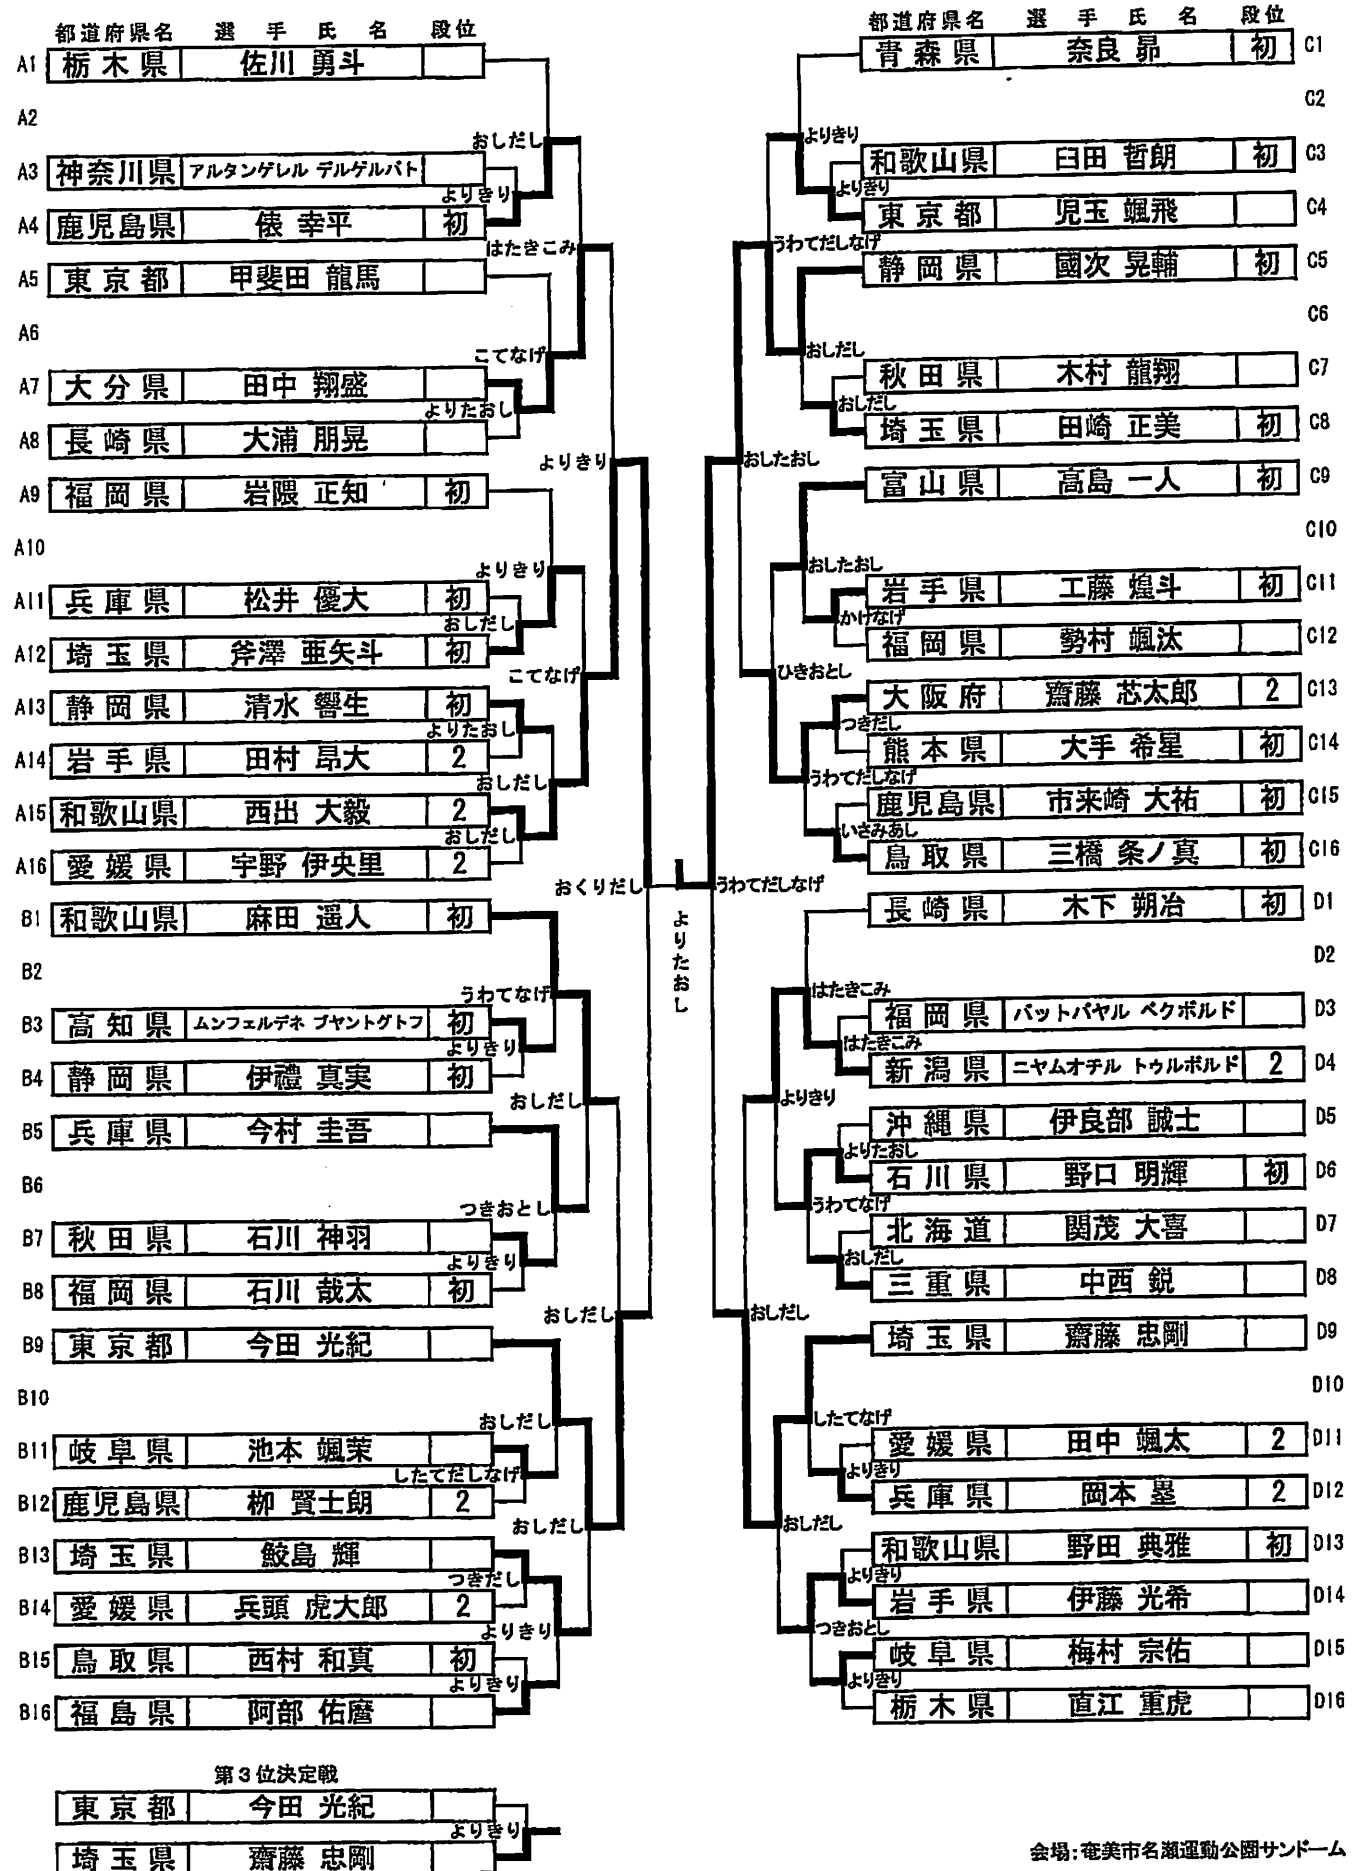 都道府県名 選手氏名 段位
A1 栃木県 佐川 勇斗
A2
おしだし
A3 神奈川県 アルタンゲレル デルゲルバト
よりきり
A4 鹿児島県 俵 幸平 初
はたきこみ
A5 東京都 甲斐田 龍馬
A6
こてなげ
A7 大分県 田中 翔盛
よりたおし
A8 長崎県 大浦 朋晃
よりきり
A9 福岡県 岩隈 正知 初
A10
よりきり
A11 兵庫県 松井 優大 初
おしだし
A12 埼玉県 斧澤 亜矢斗 初
こてなげ
A13 静岡県 清水 響生 初
よりたおし
A14 岩手県 田村 昂大 2
おしだし
A15 和歌山県 西出 大毅 2
おしだし
A16 愛媛県 宇野 伊央里 2
おくりだし
B1 和歌山県 麻田 遥人 初
B2
うわてなげ
B3 高知県 ムンフェルデネ ブヤントグトフ 初
よりきり
B4 静岡県 伊禮 真実 初
おしだし
B5 兵庫県 今村 圭吾
B6
つきおとし
B7 秋田県 石川 神羽
よりきり
B8 福岡県 石川 哉太 初
おしだし
B9 東京都 今田 光紀
B10
おしだし
B11 岐阜県 池本 颯茉
したてだしなげ
B12 鹿児島県 栁 賢士朗 2
おしだし
B13 埼玉県 鮫島 輝
つきだし
B14 愛媛県 兵頭 虎大郎 2
よりきり
B15 鳥取県 西村 和真 初
よりきり
B16 福島県 阿部 佑磨
よりたおし
都道府県名 選手氏名 段位
青森県 奈良 昴 初 C1
C2
よりきり
和歌山県 臼田 哲朗 初 C3
よりきり
東京都 児玉 颯飛 C4
うわてだしなげ
静岡県 國次 晃輔 初 C5
C6
おしだし
秋田県 木村 龍翔 C7
おしだし
埼玉県 田崎 正美 初 C8
おしたおし
富山県 高島 一人 初 C9
C10
おしたおし
岩手県 工藤 煌斗 初 C11
かけなげ
福岡県 勢村 颯汰 C12
ひきおとし
大阪府 齋藤 芯太郎 2 C13
つきだし
熊本県 大手 希星 初 C14
うわてだしなげ
鹿児島県 市来崎 大祐 初 C15
いさみあし
鳥取県 三橋 条ノ真 初 C16
うわてだしなげ
長崎県 木下 朔冶 初 D1
D2
はたきこみ
福岡県 バットバヤル ベクボルド D3
はたきこみ
新潟県 ニヤムオチル トゥルボルド 2 D4
よりきり
沖縄県 伊良部 誠士 D5
よりたおし
石川県 野口 明輝 初 D6
うわてなげ
北海道 関茂 大喜 D7
おしだし
三重県 中西 鋭 D8
おしだし
埼玉県 齋藤 忠剛 D9
D10
したてなげ
愛媛県 田中 颯太 2 D11
よりきり
兵庫県 岡本 塁 2 D12
おしだし
和歌山県 野田 典雅 初 D13
よりきり
岩手県 伊藤 光希 D14
つきおとし
岐阜県 梅村 宗佑 D15
よりきり
栃木県 直江 重虎 D16
第3位決定戦
東京都 今田 光紀
よりきり
埼玉県 齋藤 忠剛
会場:奄美市名瀬運動公園サンドーム